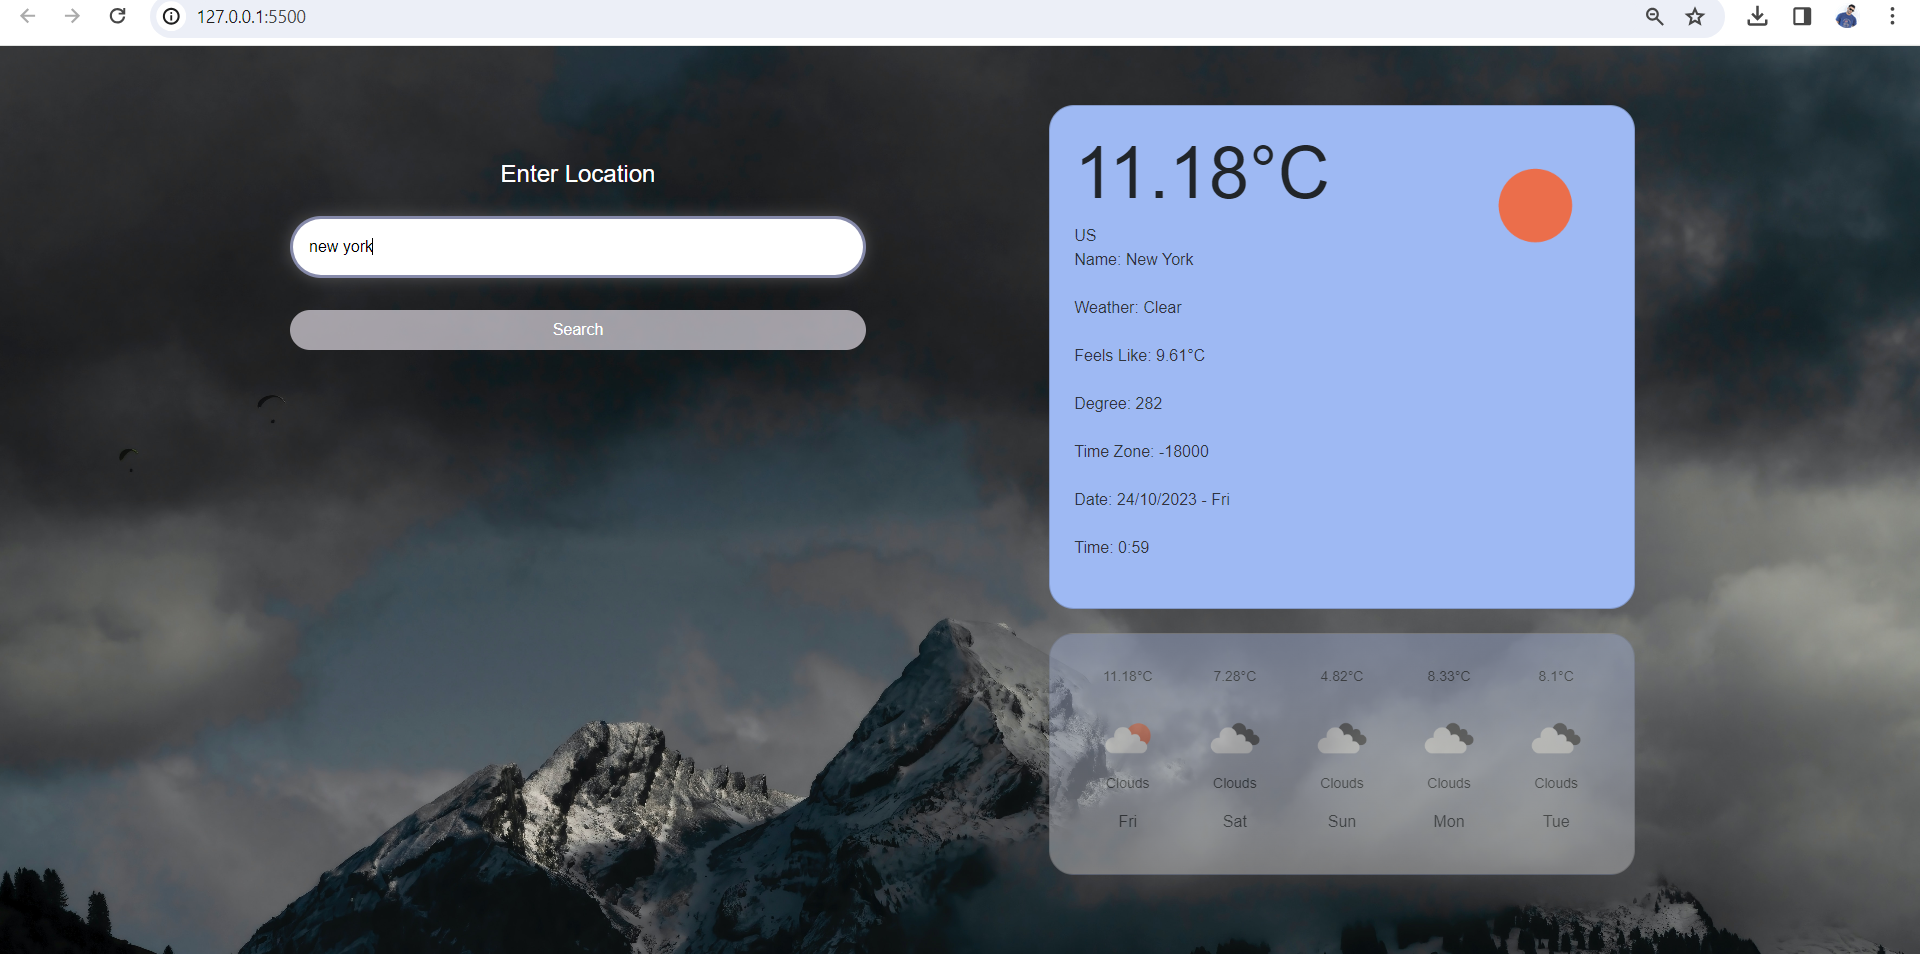 127.0.0.1:5500
Enter Location
new york
Search
11.18°C
US
Name: New York
Weather: Clear
Feels Like: 9.61°C
Degree: 282
Time Zone: -18000
Date: 24/10/2023 - Fri
Time: 0:59
11.18°C 7.28°C 4.82°C 8.33°C 8.1°C
Clouds Clouds Clouds Clouds Clouds
Fri Sat Sun Mon Tue